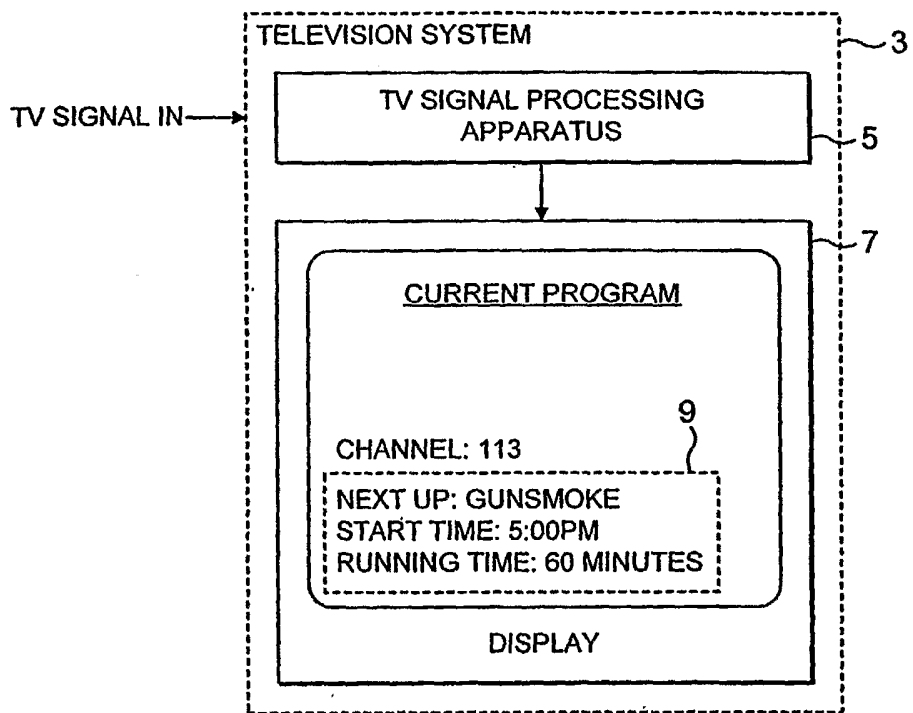 TELEVISION SYSTEM
3
TV SIGNAL IN
TV SIGNAL PROCESSING
APPARATUS
5
7
CURRENT PROGRAM
9
CHANNEL: 113
NEXT UP: GUNSMOKE
START TIME: 5:00PM
RUNNING TIME: 60 MINUTES
DISPLAY